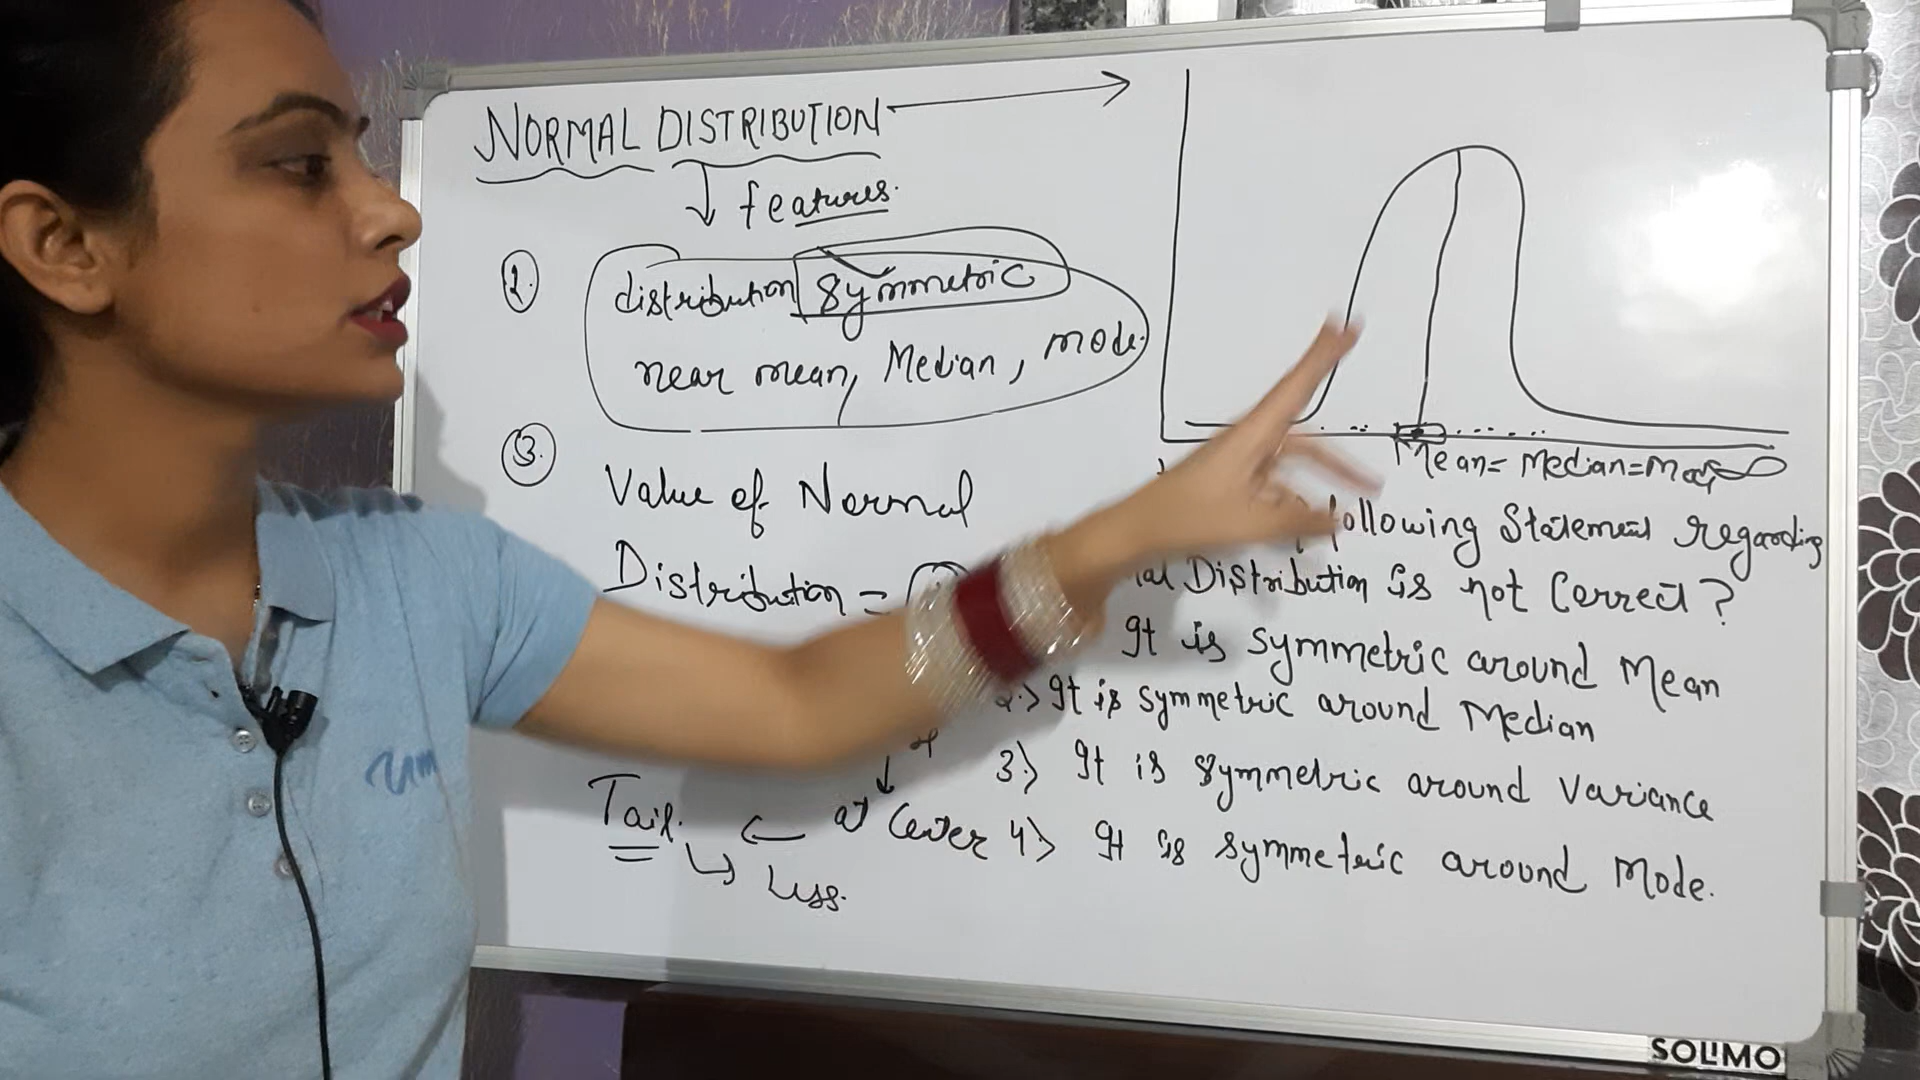 NORMAL DISTRIBUTION
features.
2. distribution symmetric
near mean, Median, mode.
3. Value of Normal
Distribution =
at Center
Tail.
Less.
Mean = Median =
following Statement regarding
Distribution is not Correct?
It is symmetric around Mean
2.> It is symmetric around Median
3.> It is symmetric around Variance
4.> It is symmetric around Mode.
SOLIMO